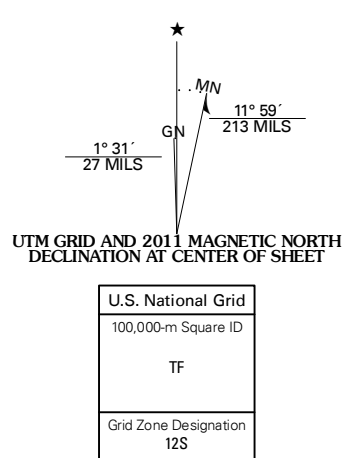 ★
MN
11° 59´
213 MILS
GN
1° 31´
27 MILS
UTM GRID AND 2011 MAGNETIC NORTH
DECLINATION AT CENTER OF SHEET
U.S. National Grid
100,000-m Square ID
TF
Grid Zone Designation
12S